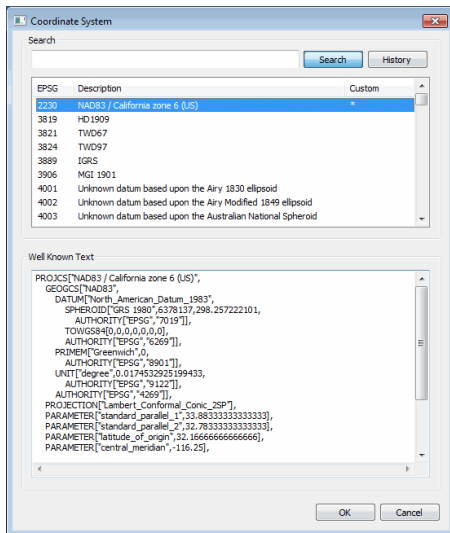 Coordinate System
Search
Search
History
EPSG Description Custom
2230 NAD83 / California zone 6 (US) *
3819 HD1909
3821 TWD67
3824 TWD97
3889 IGRS
3906 MGI 1901
4001 Unknown datum based upon the Airy 1830 ellipsoid
4002 Unknown datum based upon the Airy Modified 1849 ellipsoid
4003 Unknown datum based upon the Australian National Spheroid
Well Known Text
PROJCS["NAD83 / California zone 6 (US)",
GEOGCS["NAD83",
DATUM["North_American_Datum_1983",
SPHEROID["GRS 1980",6378137,298.257222101,
AUTHORITY["EPSG","7019"]],
TOWGS84[0,0,0,0,0,0,0],
AUTHORITY["EPSG","6269"]],
PRIMEM["Greenwich",0,
AUTHORITY["EPSG","8901"]],
UNIT["degree",0.0174532925199433,
AUTHORITY["EPSG","9122"]],
AUTHORITY["EPSG","4269"]],
PROJECTION["Lambert_Conformal_Conic_2SP"],
PARAMETER["standard_parallel_1",33.88333333333333],
PARAMETER["standard_parallel_2",32.78333333333333],
PARAMETER["latitude_of_origin",32.16666666666666],
PARAMETER["central_meridian",-116.25],
OK
Cancel